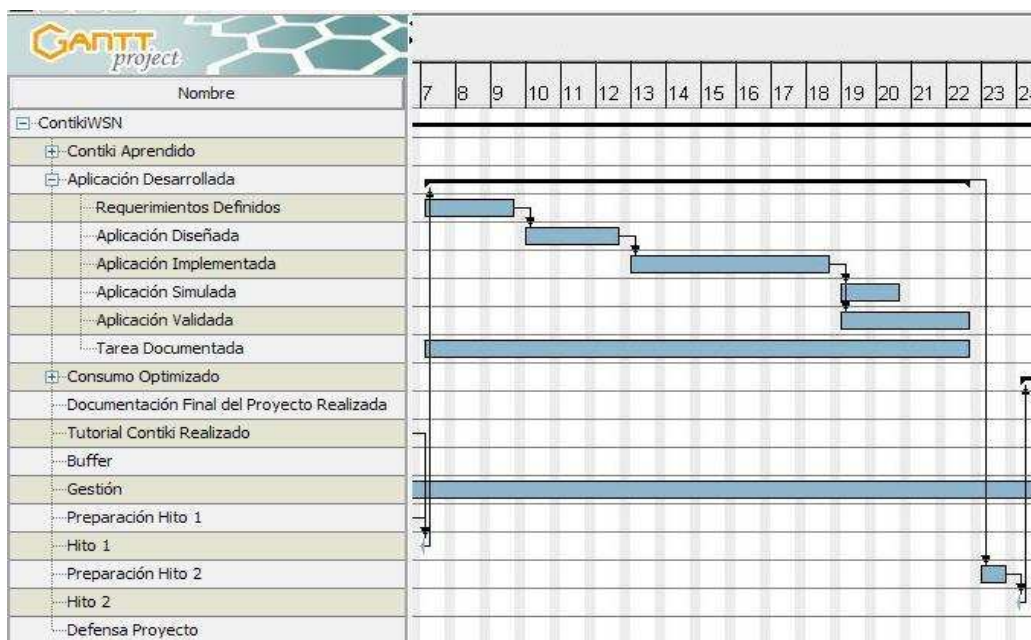 GANTT
project
Nombre
7 8 9 10 11 12 13 14 15 16 17 18 19 20 21 22 23
ContikiWSN
Contiki Aprendido
Aplicación Desarrollada
Requerimientos Definidos
Aplicación Diseñada
Aplicación Implementada
Aplicación Simulada
Aplicación Validada
Tarea Documentada
Consumo Optimizado
Documentación Final del Proyecto Realizada
Tutorial Contiki Realizado
Buffer
Gestión
Preparación Hito 1
Hito 1
Preparación Hito 2
Hito 2
Defensa Proyecto